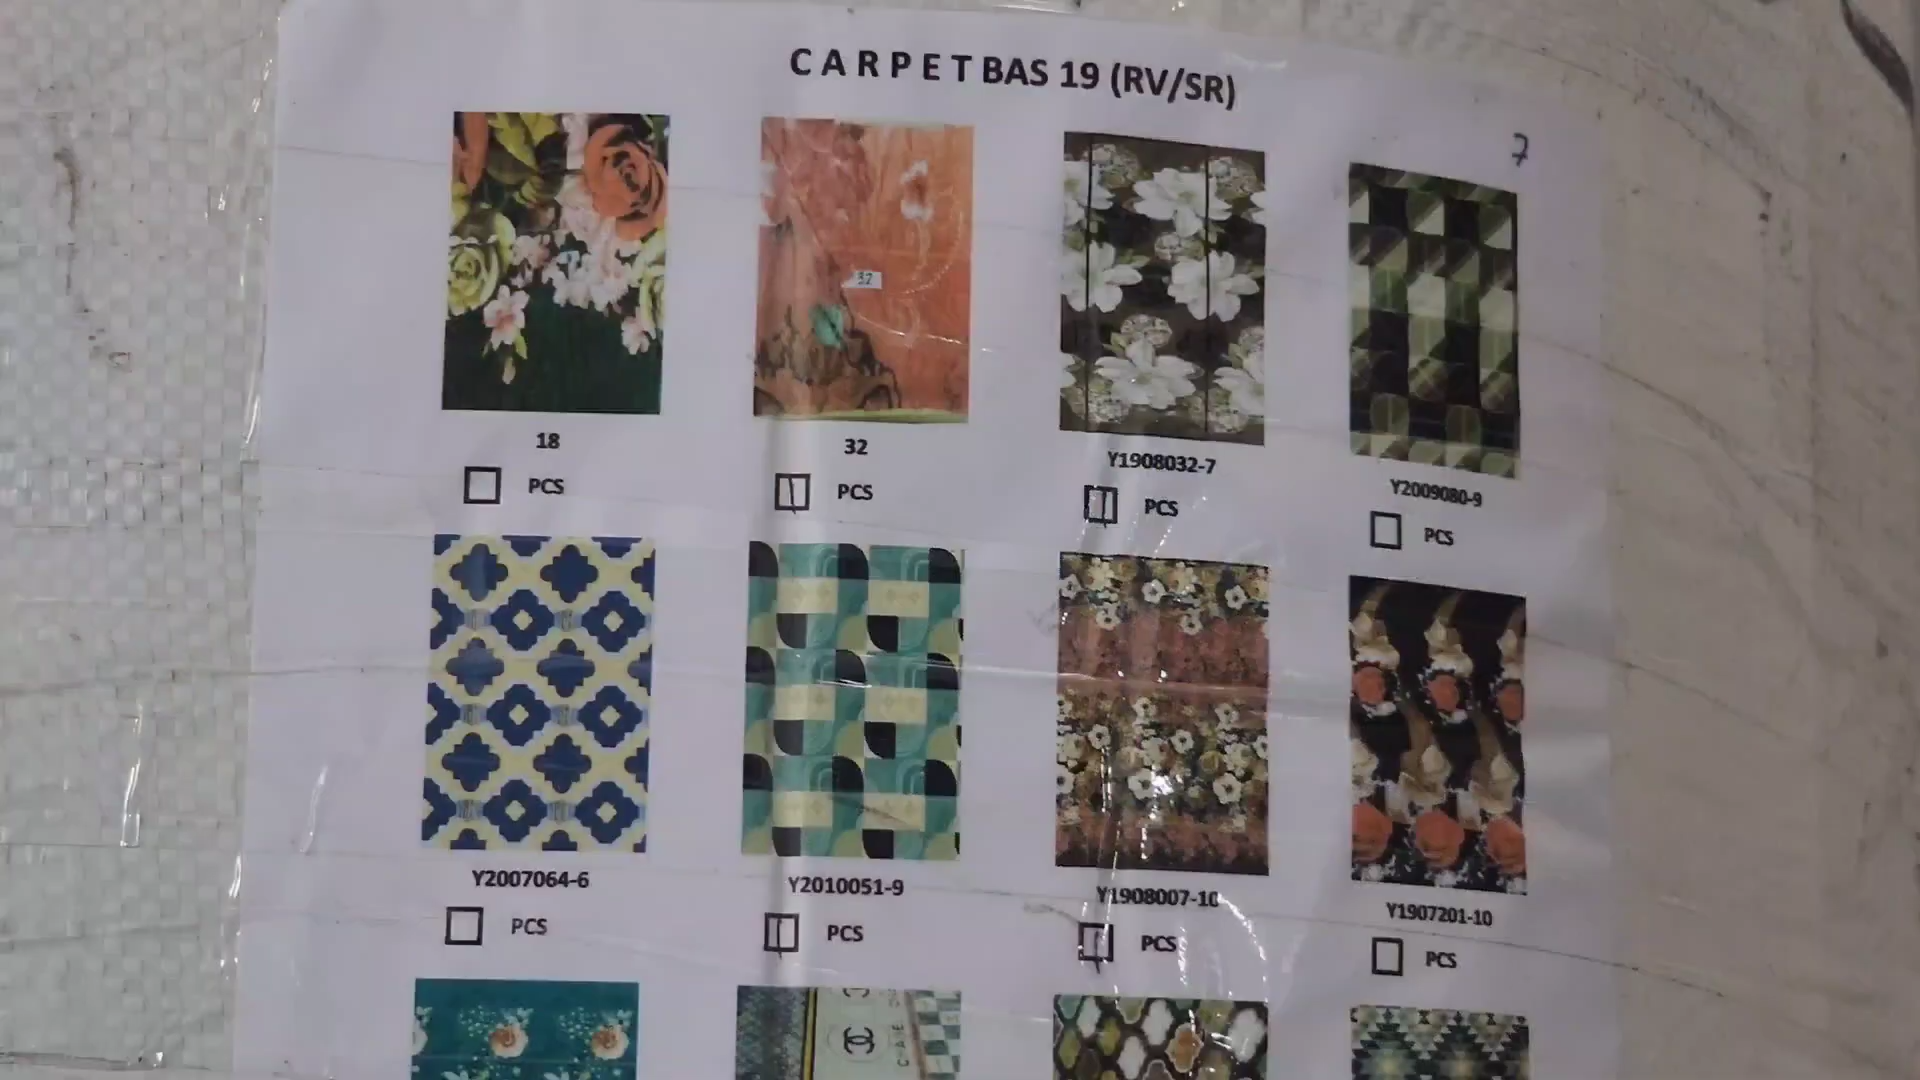 CARPET BAS 19 (RV/SR)
7
32
18 32 Y1908032-7 Y2009080-9
PCS PCS PCS PCS
Y2007064-6 Y2010051-9 Y1908007-10 Y1907201-10
PCS PCS PCS PCS